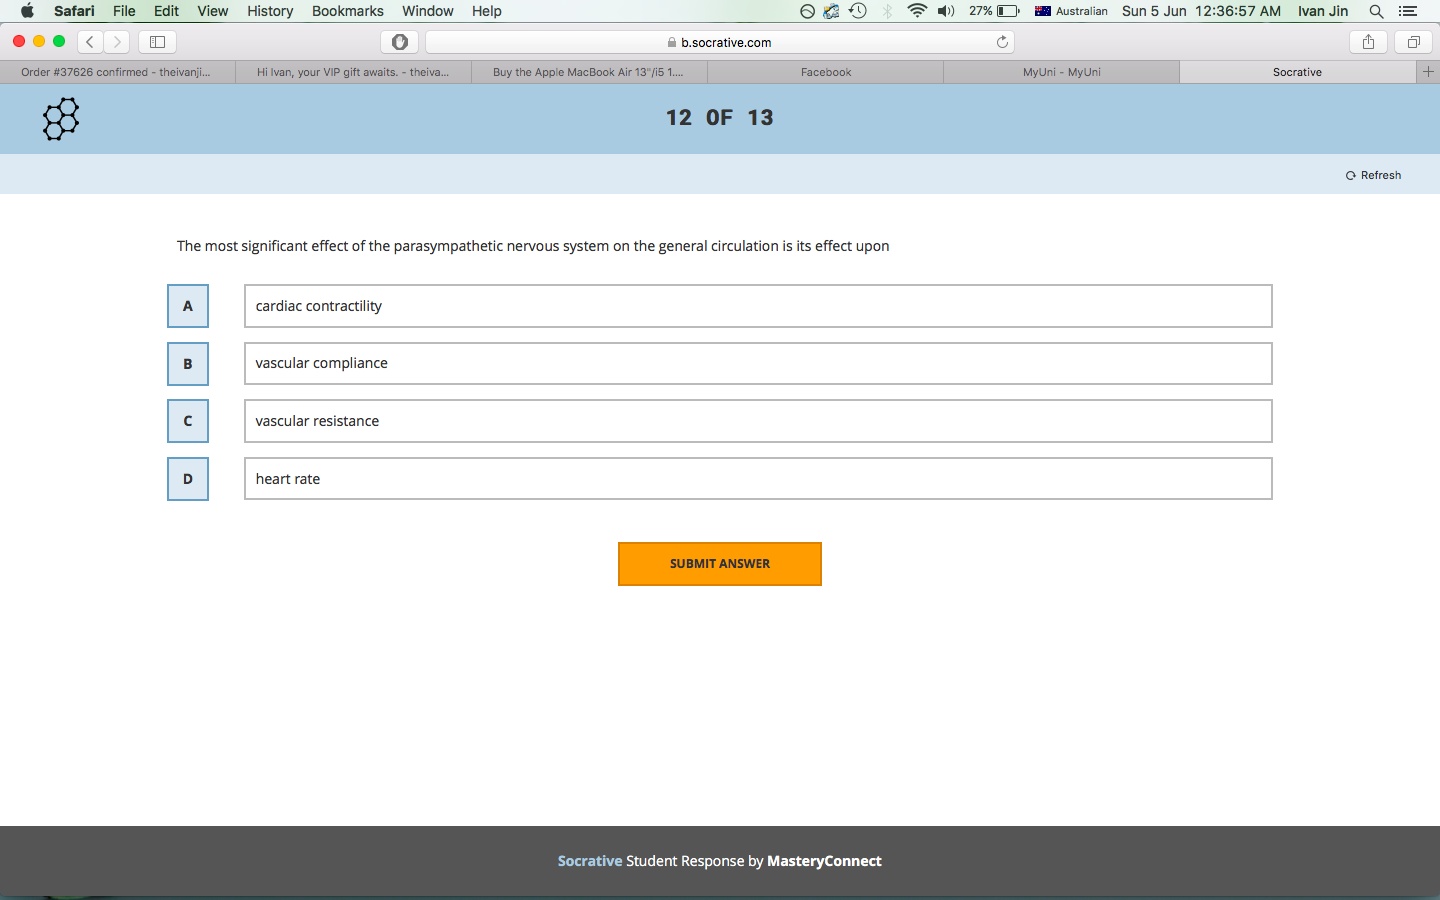 Safari File Edit View History Bookmarks Window Help 27% Australian Sun 5 Jun 12:36:57 AM Ivan Jin
b.socrative.com
Order #37626 confirmed - theivanji... Hi Ivan, your VIP gift awaits. - theiva... Buy the Apple MacBook Air 13"/i5 1.... Facebook MyUni - MyUni Socrative
12 OF 13
Refresh
The most significant effect of the parasympathetic nervous system on the general circulation is its effect upon
A cardiac contractility
B vascular compliance
C vascular resistance
D heart rate
SUBMIT ANSWER
Socrative Student Response by MasteryConnect